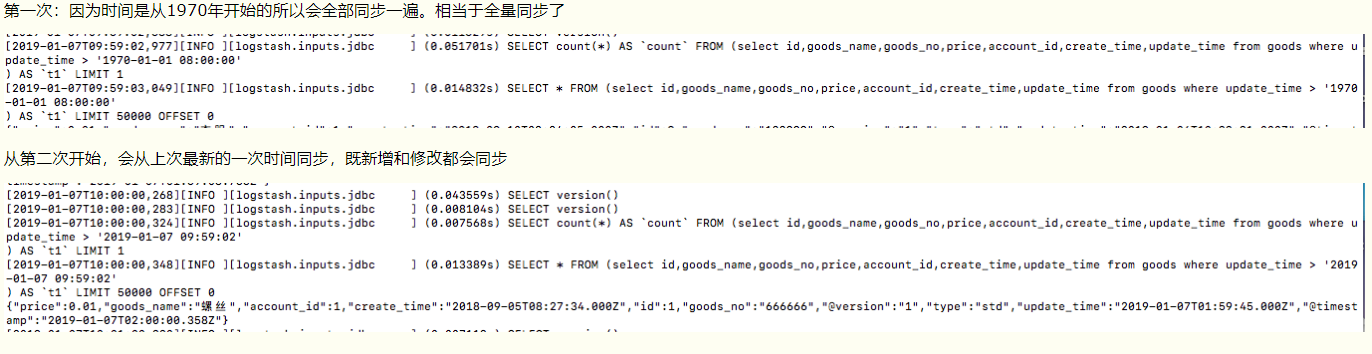 第一次：因为时间是从1970年开始的所以会全部同步一遍。相当于全量同步了
[2019-01-07T09:59:02,977][INFO ][logstash.inputs.jdbc     ] (0.051701s) SELECT count(*) AS `count` FROM (select id,goods_name,goods_no,price,account_id,create_time,update_time from goods where u
pdate_time > '1970-01-01 08:00:00'
) AS `t1` LIMIT 1
[2019-01-07T09:59:03,049][INFO ][logstash.inputs.jdbc     ] (0.014832s) SELECT * FROM (select id,goods_name,goods_no,price,account_id,create_time,update_time from goods where update_time > '1970
-01-01 08:00:00'
) AS `t1` LIMIT 50000 OFFSET 0
从第二次开始，会从上次最新的一次时间同步，既新增和修改都会同步
[2019-01-07T10:00:00,268][INFO ][logstash.inputs.jdbc     ] (0.043559s) SELECT version()
[2019-01-07T10:00:00,283][INFO ][logstash.inputs.jdbc     ] (0.008104s) SELECT version()
[2019-01-07T10:00:00,324][INFO ][logstash.inputs.jdbc     ] (0.007568s) SELECT count(*) AS `count` FROM (select id,goods_name,goods_no,price,account_id,create_time,update_time from goods where u
pdate_time > '2019-01-07 09:59:02'
) AS `t1` LIMIT 1
[2019-01-07T10:00:00,348][INFO ][logstash.inputs.jdbc     ] (0.013389s) SELECT * FROM (select id,goods_name,goods_no,price,account_id,create_time,update_time from goods where update_time > '2019
-01-07 09:59:02'
) AS `t1` LIMIT 50000 OFFSET 0
{"price":0.01,"goods_name":"螺丝","account_id":1,"create_time":"2018-09-05T08:27:34.000Z","id":1,"goods_no":"666666","@version":"1","type":"std","update_time":"2019-01-07T01:59:45.000Z","@timest
amp":"2019-01-07T02:00:00.358Z"}